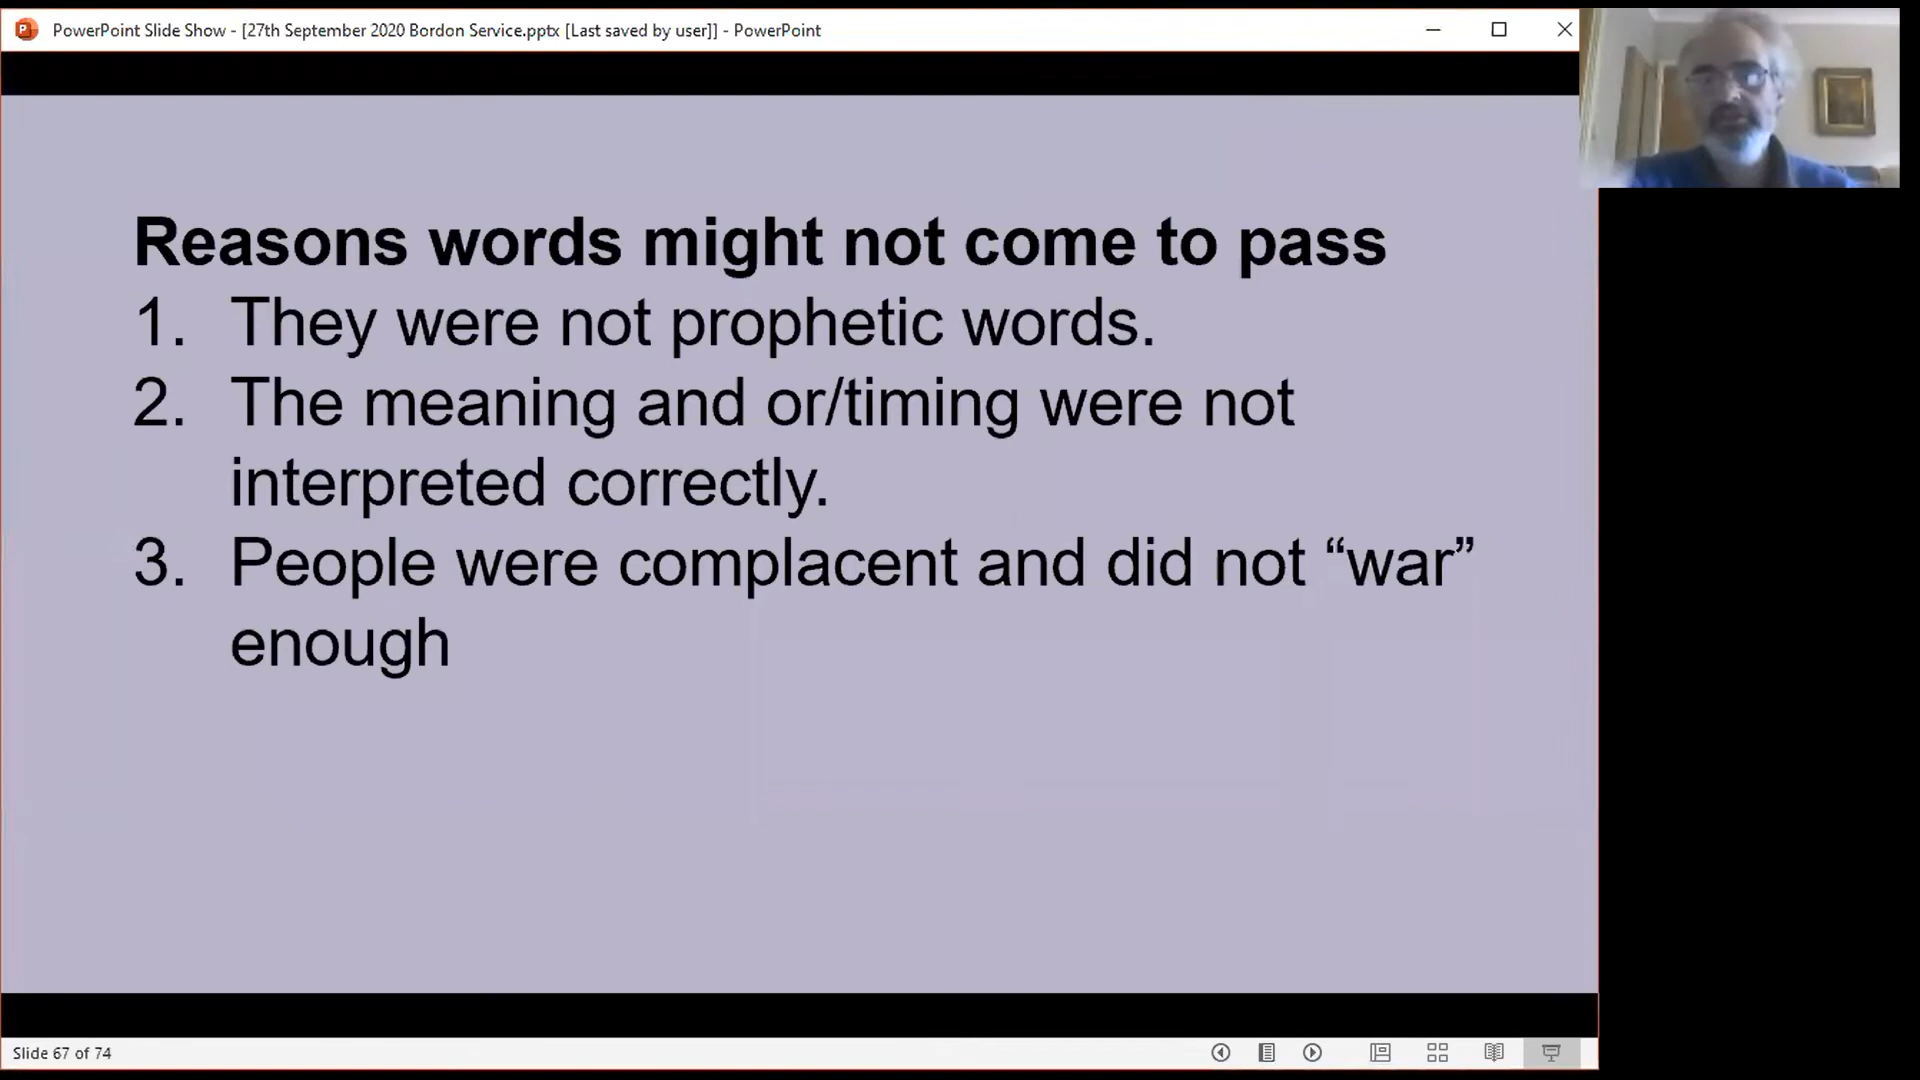 PowerPoint Slide Show - [27th September 2020 Bordon Service.pptx [Last saved by user]] - PowerPoint
Reasons words might not come to pass
1. They were not prophetic words.
2. The meaning and or/timing were not
interpreted correctly.
3. People were complacent and did not “war”
enough
Slide 67 of 74